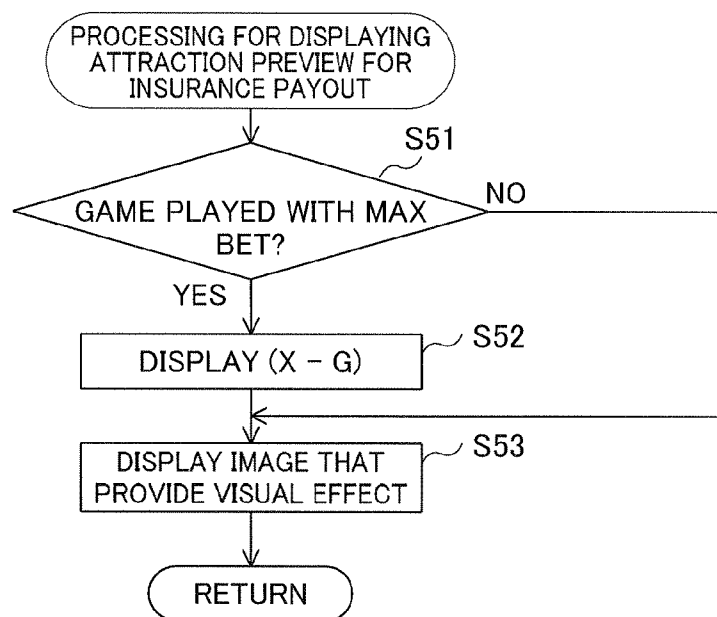 PROCESSING FOR DISPLAYING
ATTRACTION PREVIEW FOR
INSURANCE PAYOUT
S51
GAME PLAYED WITH MAX
BET?
NO
YES
S52
DISPLAY (X − G)
S53
DISPLAY IMAGE THAT
PROVIDE VISUAL EFFECT
RETURN